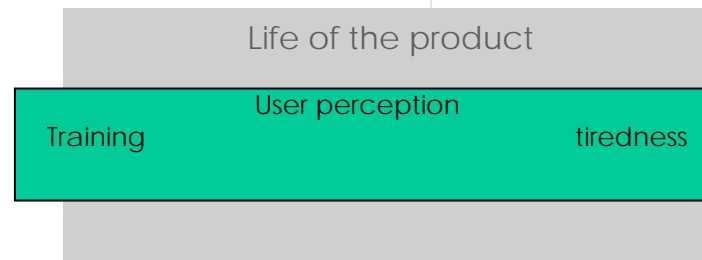 Life of the product
User perception
Training tiredness